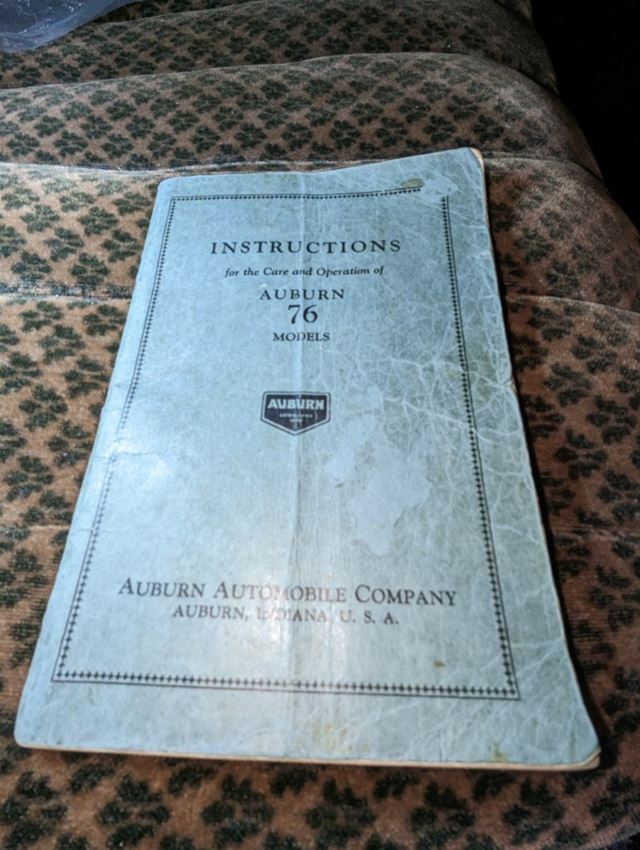 INSTRUCTIONS
for the Care and Operation of
AUBURN
76
MODELS
AUBURN
AUBURN AUTOMOBILE COMPANY
AUBURN, INDIANA, U. S. A.